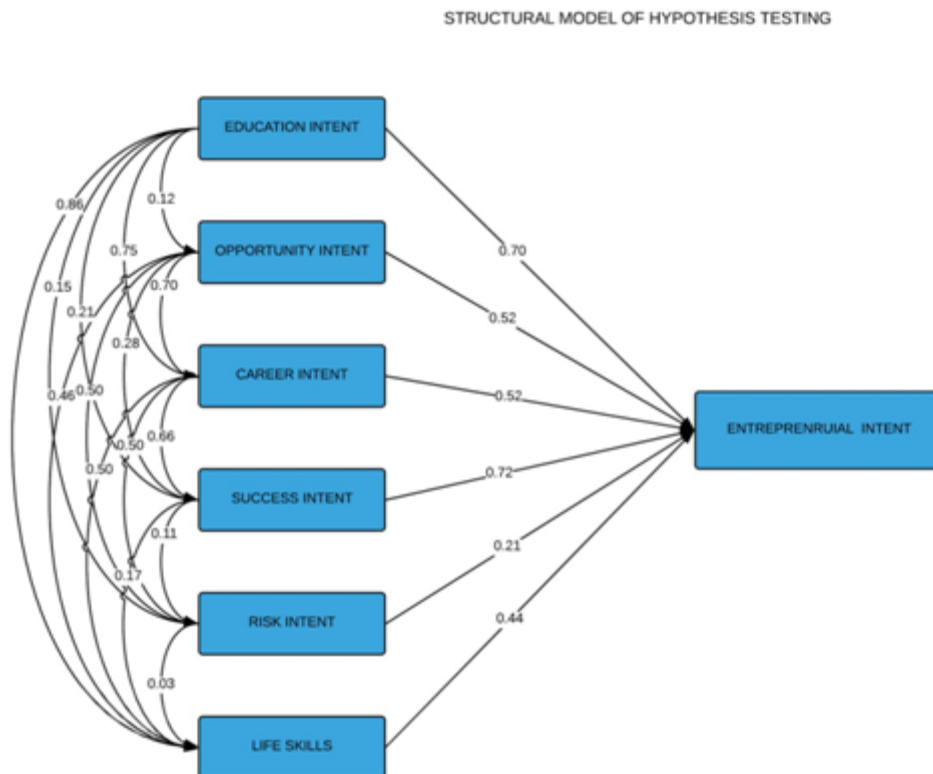 STRUCTURAL MODEL OF HYPOTHESIS TESTING
EDUCATION INTENT
0.86
0.12
0.75
OPPORTUNITY INTENT
0.70
0.15
0.70
0.21
0.52
0.28
CAREER INTENT
0.46
0.50
0.52
ENTREPRENRUIAL INTENT
0.50
0.66
0.50
0.72
SUCCESS INTENT
0.11
0.21
0.17
RISK INTENT
0.44
0.03
LIFE SKILLS